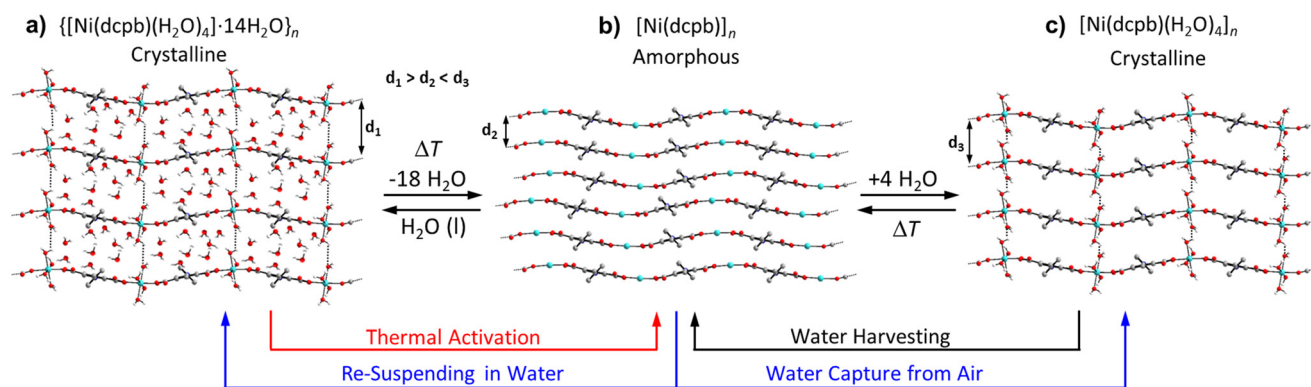 a) {[Ni(dcpb)(H₂O)₄]·14H₂O}ₙ
Crystalline
b) [Ni(dcpb)]ₙ
Amorphous
c) [Ni(dcpb)(H₂O)₄]ₙ
Crystalline
d₁ > d₂ < d₃
d₁
d₂
d₃
ΔT
-18 H₂O
H₂O (l)
+4 H₂O
ΔT
Thermal Activation
Water Harvesting
Re-Suspending in Water
Water Capture from Air